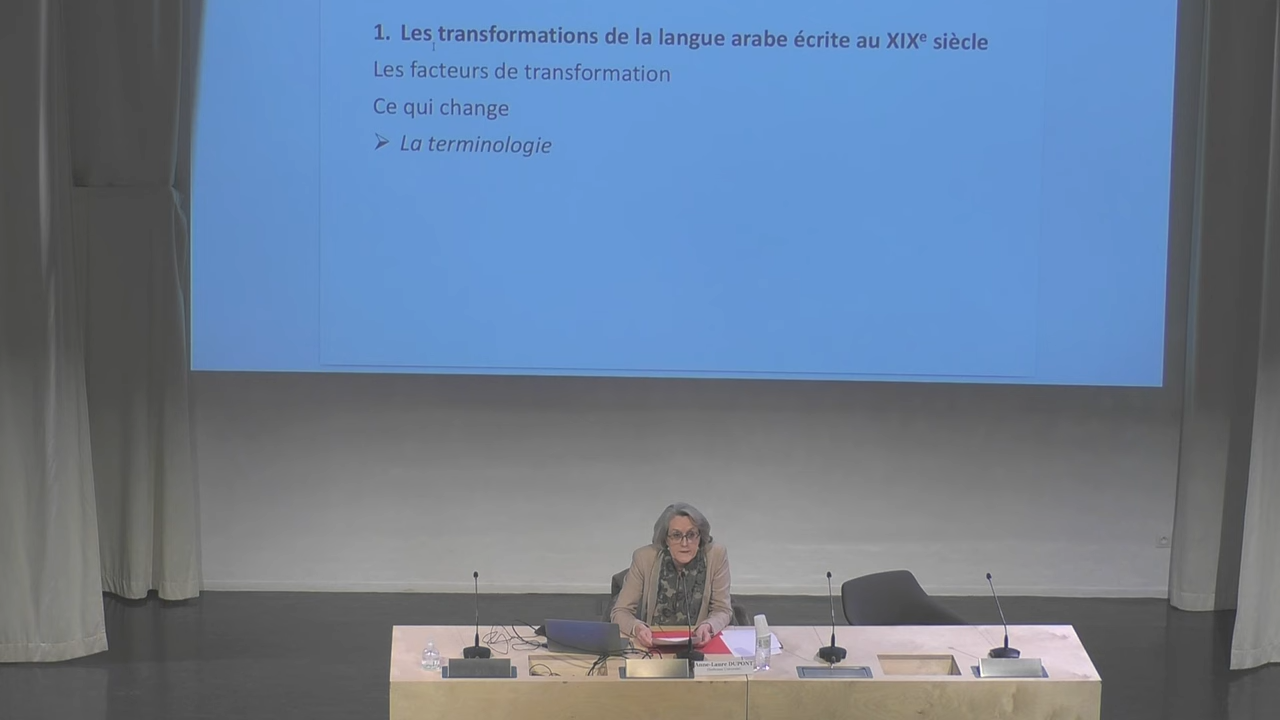 1. Les transformations de la langue arabe écrite au XIXe siècle
Les facteurs de transformation
Ce qui change
➢ La terminologie
Anne-Laure DUPONT